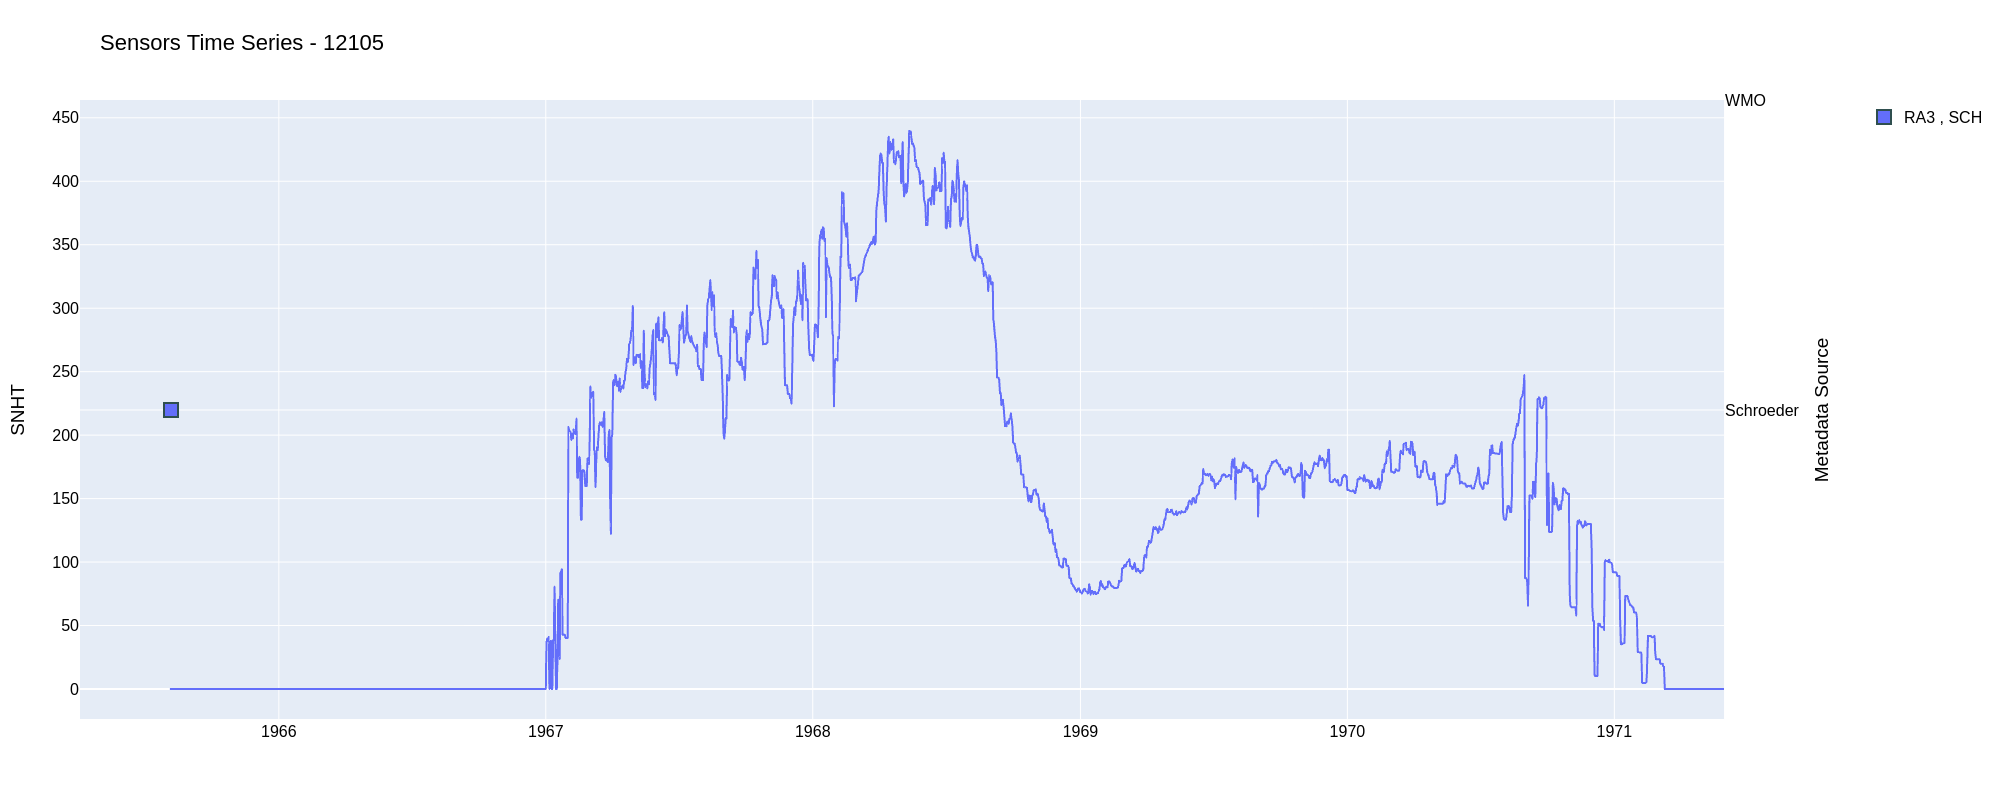 Sensors Time Series - 12105
450
400
350
300
250
200
150
100
50
0
SNHT
1966
1967
1968
1969
1970
1971
WMO
Schroeder
Metadata Source
RA3 , SCH